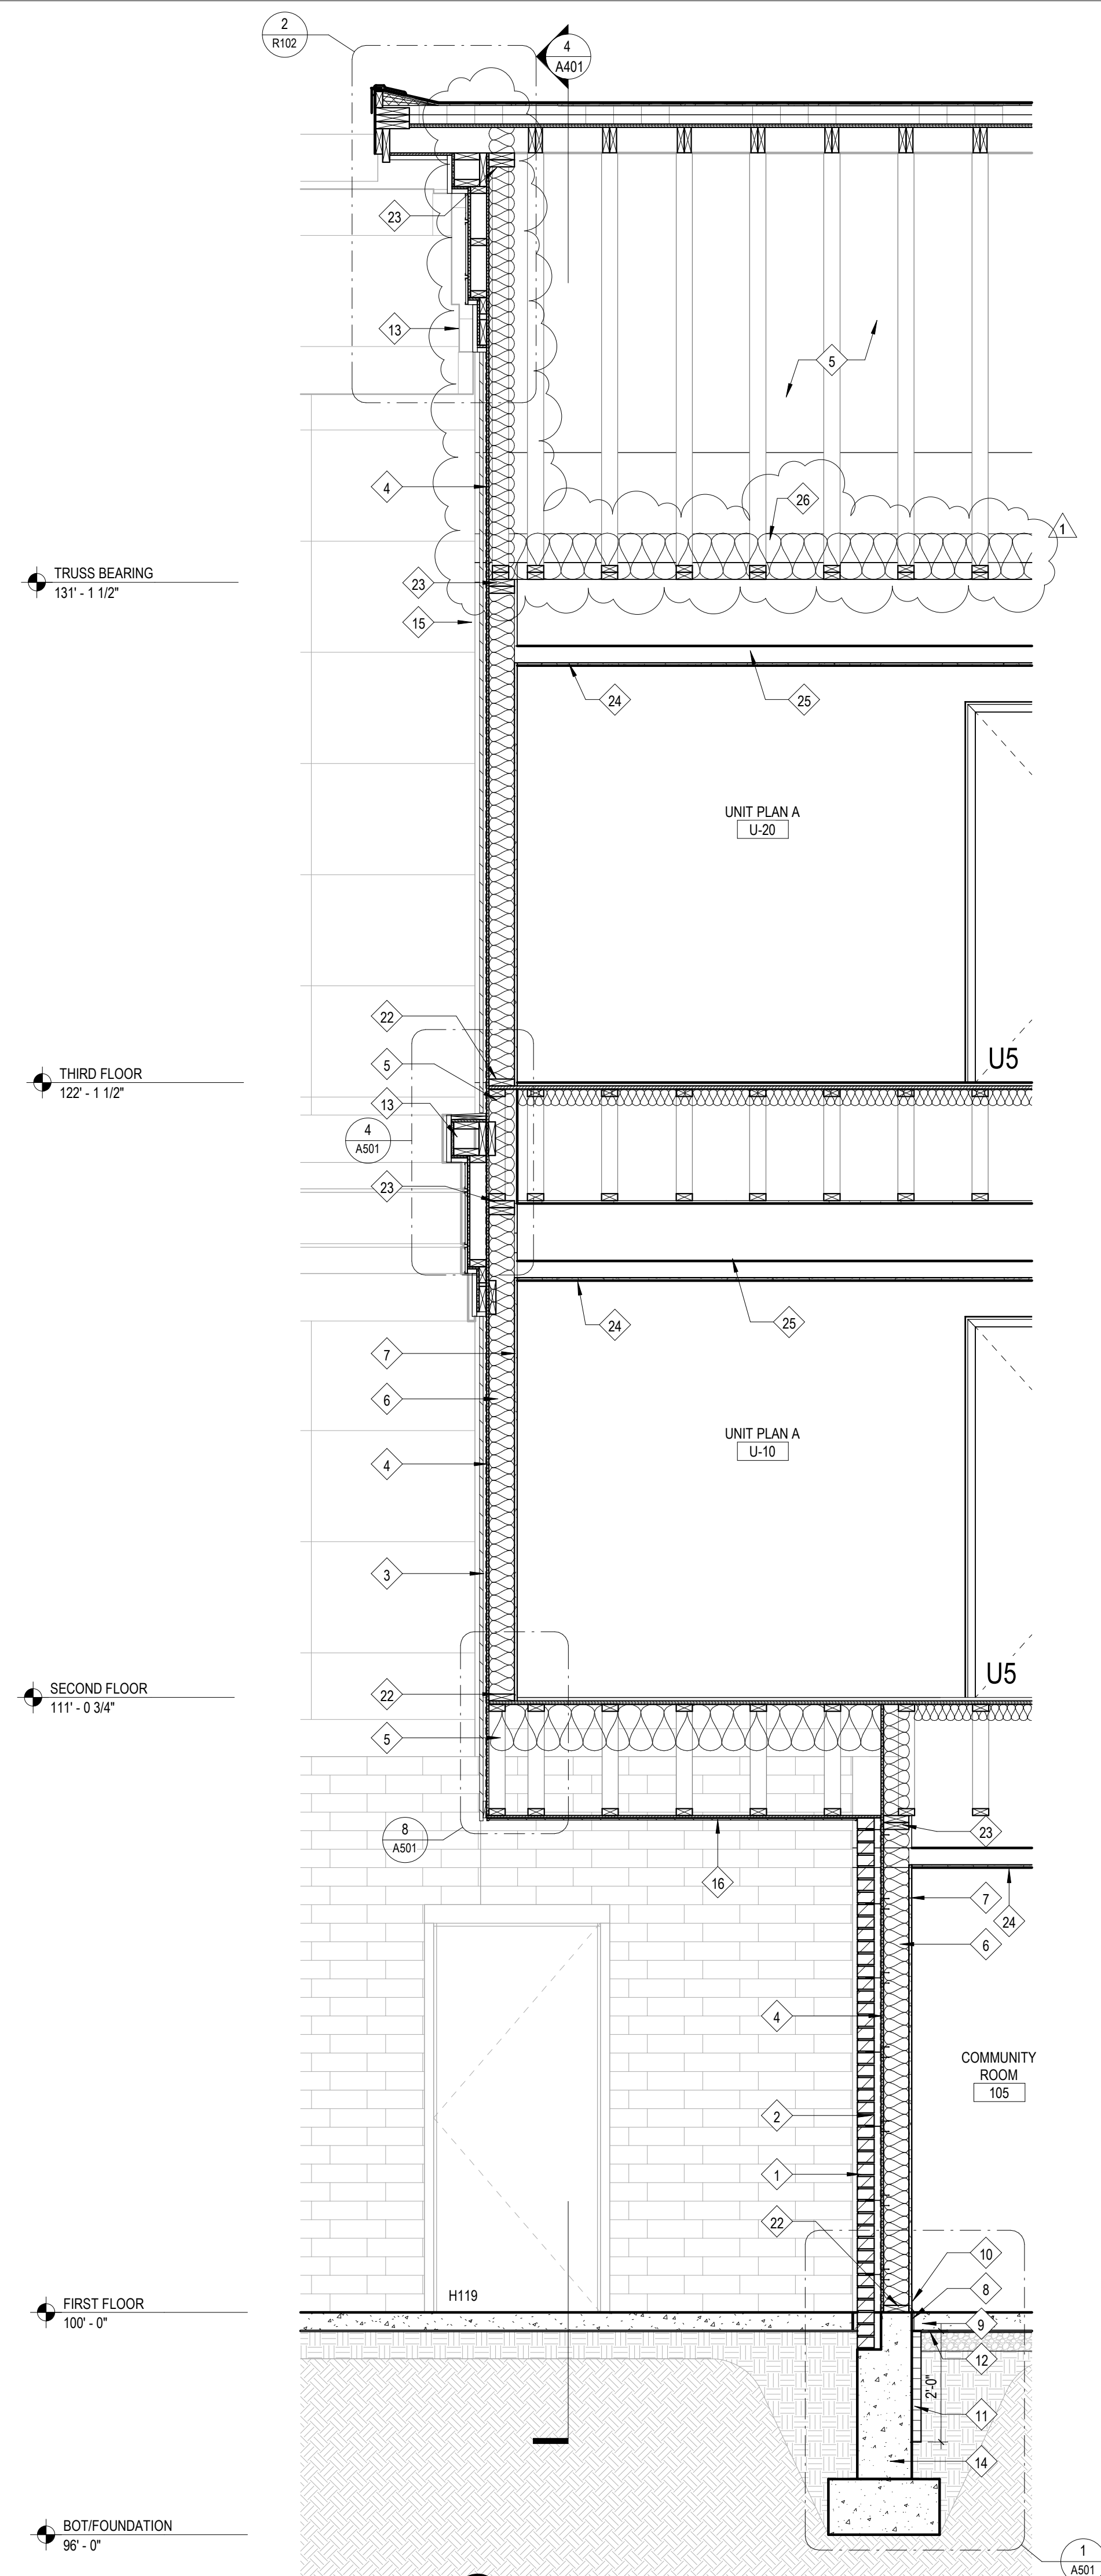 2
R102
4
A401
23
13
5
4
26
1
TRUSS BEARING
131' - 1 1/2"
23
15
24
25
UNIT PLAN A
U-20
22
U5
THIRD FLOOR
122' - 1 1/2"
5
13
4
A501
23
24
25
7
6
UNIT PLAN A
U-10
4
3
U5
SECOND FLOOR
111' - 0 3/4"
22
5
8
A501
23
16
7
24
6
4
COMMUNITY
ROOM
105
2
1
22
10
H119
8
FIRST FLOOR
100' - 0"
9
12
2'-0"
11
14
BOT/FOUNDATION
96' - 0"
1
A501